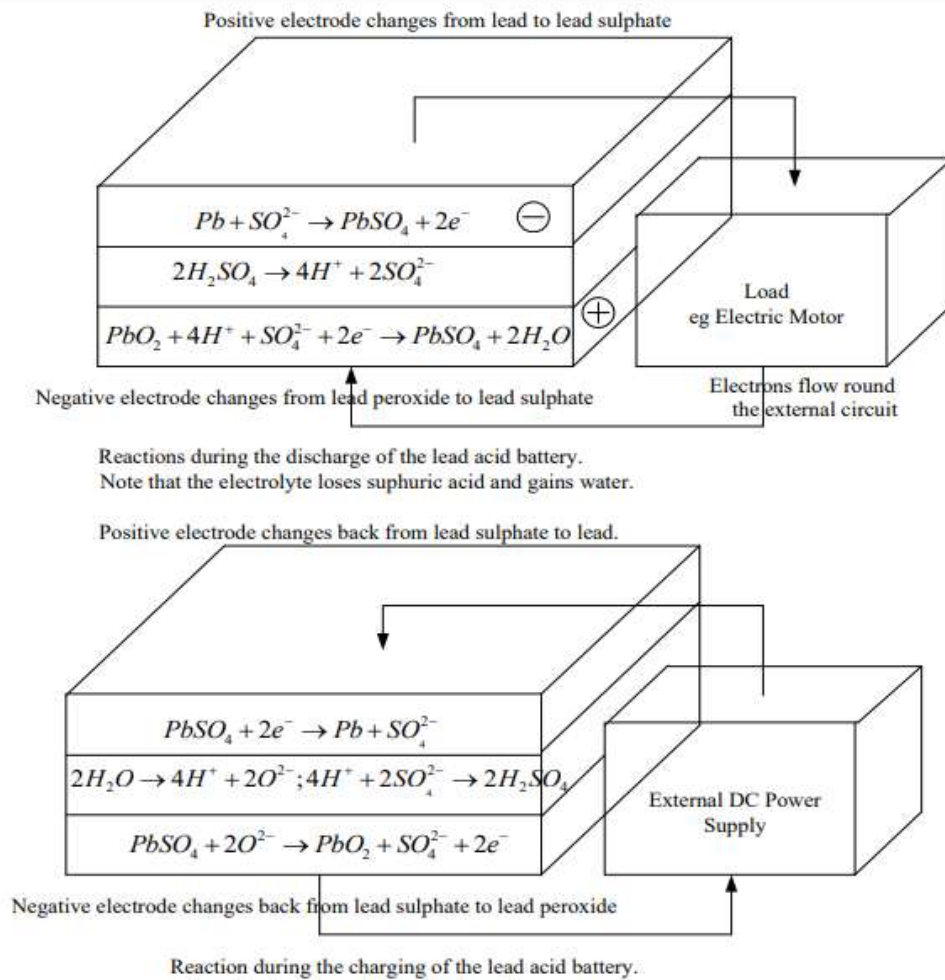 Positive electrode changes from lead to lead sulphate
Pb + SO₄²⁻ → PbSO₄ + 2e⁻ ⊖
2H₂SO₄ → 4H⁺ + 2SO₄²⁻
PbO₂ + 4H⁺ + SO₄²⁻ + 2e⁻ → PbSO₄ + 2H₂O ⊕
Load
eg Electric Motor
Negative electrode changes from lead peroxide to lead sulphate
Electrons flow round
the external circuit
Reactions during the discharge of the lead acid battery.
Note that the electrolyte loses suphuric acid and gains water.
Positive electrode changes back from lead sulphate to lead.
PbSO₄ + 2e⁻ → Pb + SO₄²⁻
2H₂O → 4H⁺ + 2O²⁻; 4H⁺ + 2SO₄²⁻ → 2H₂SO₄
PbSO₄ + 2O²⁻ → PbO₂ + SO₄²⁻ + 2e⁻
External DC Power
Supply
Negative electrode changes back from lead sulphate to lead peroxide
Reaction during the charging of the lead acid battery.